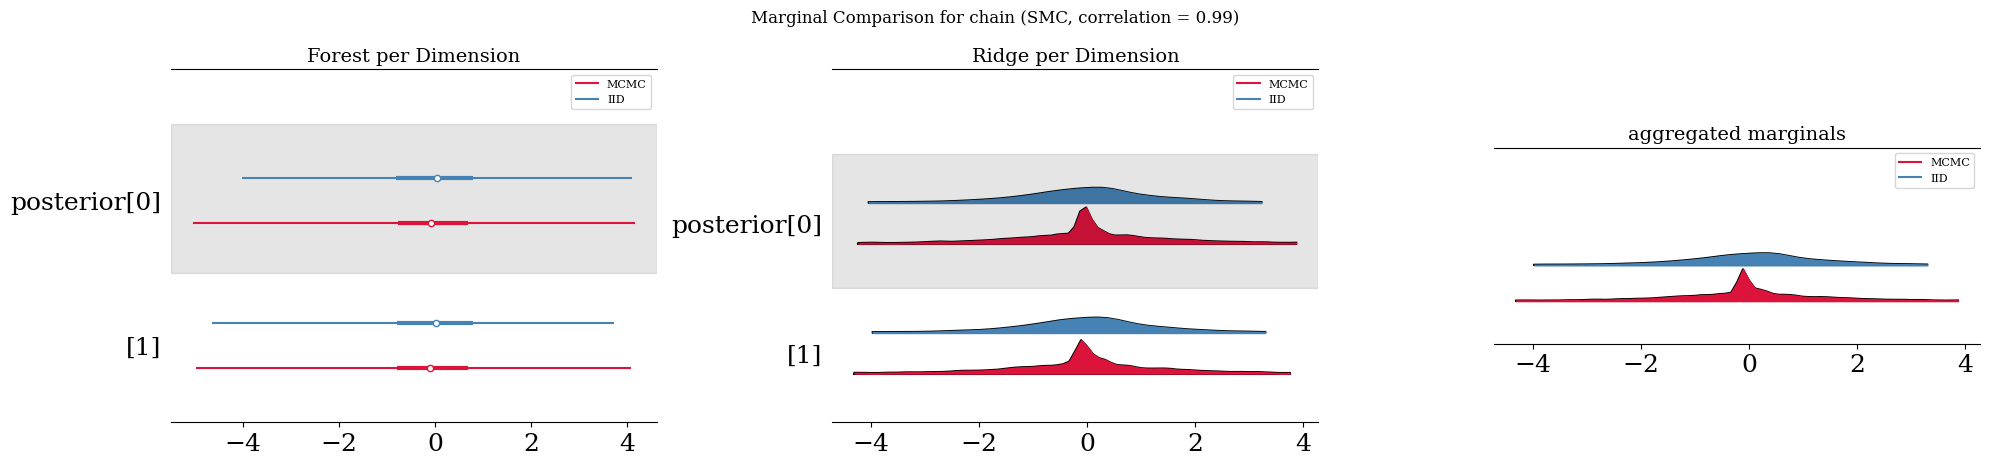 Marginal Comparison for chain (SMC, correlation = 0.99)
Forest per Dimension
MCMC
IID
posterior[0]
[1]
−4 −2 0 2 4
Ridge per Dimension
MCMC
IID
posterior[0]
[1]
−4 −2 0 2 4
aggregated marginals
MCMC
IID
−4 −2 0 2 4